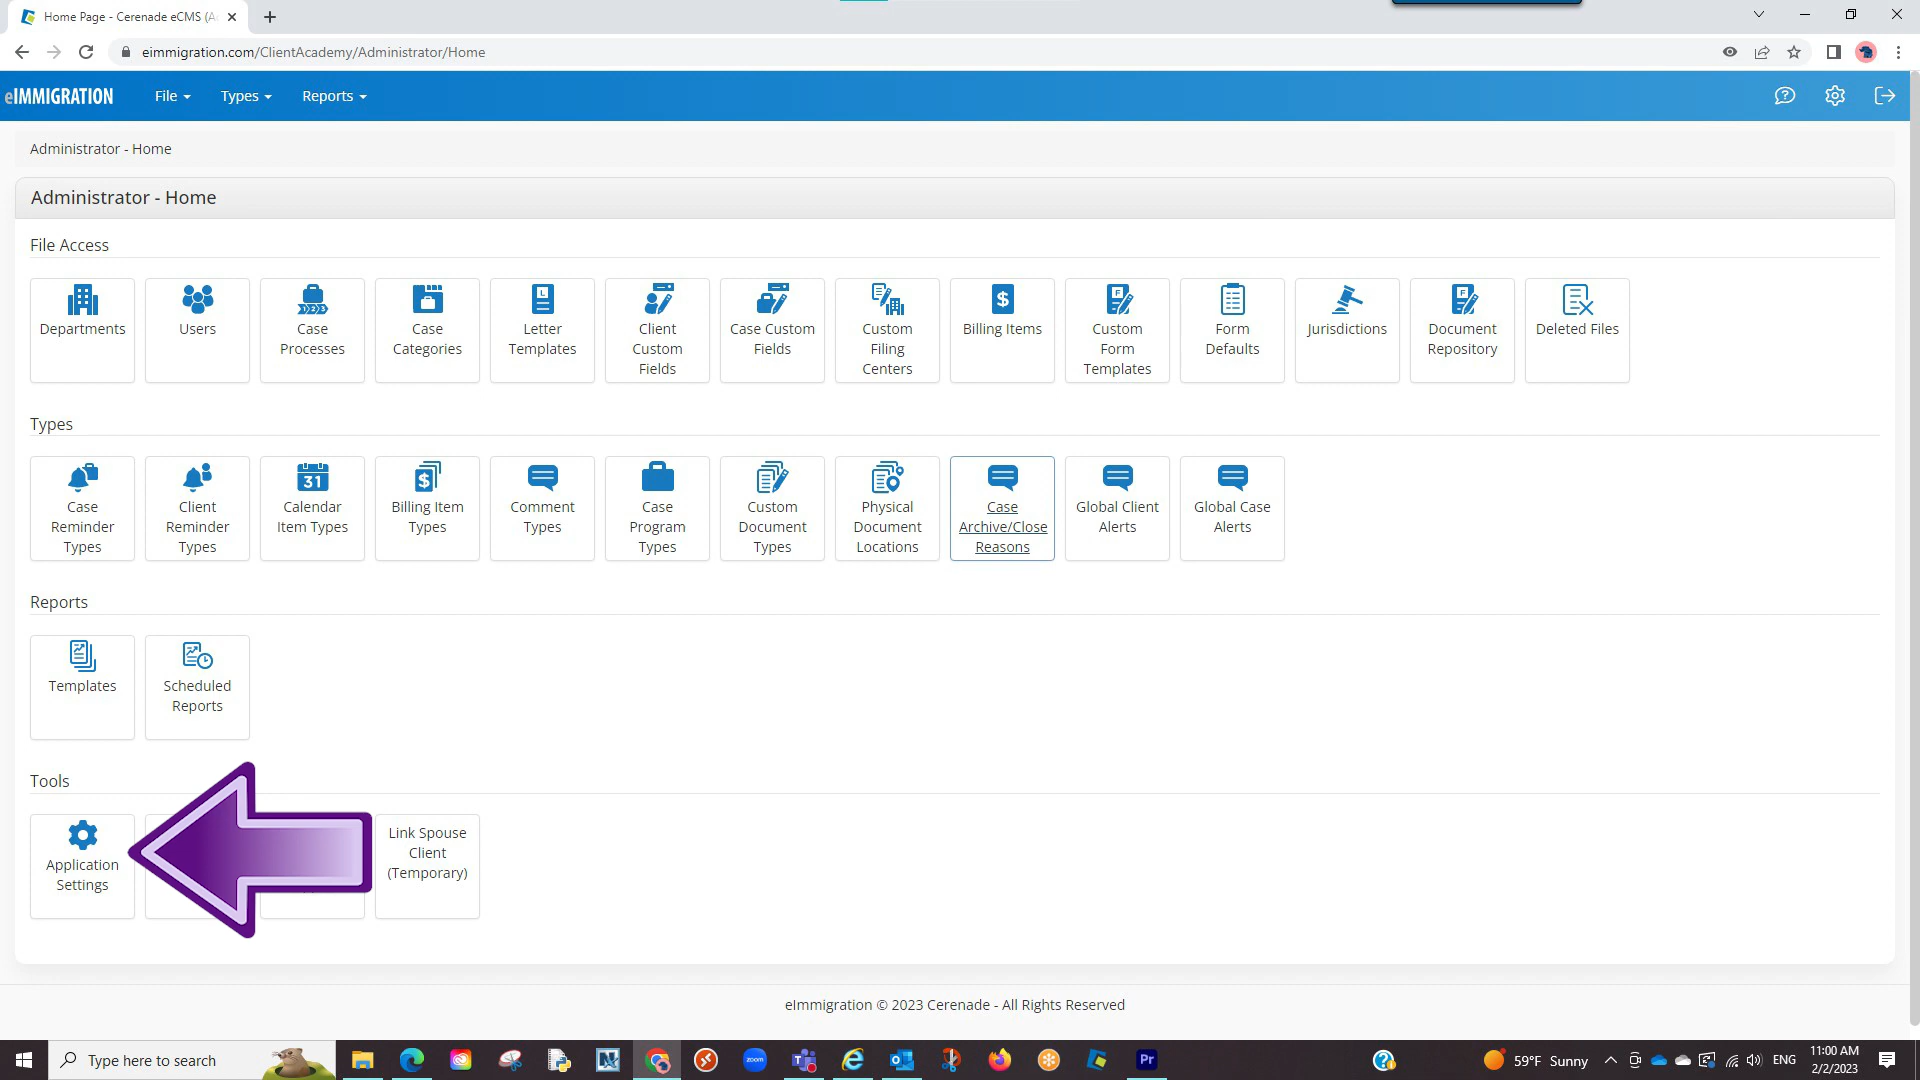 Home Page - Cerenade eCMS (A
eimmigration.com/ClientAcademy/Administrator/Home
eIMMIGRATION
File
Types
Reports
Administrator - Home
Administrator - Home
File Access
Departments
Users
Case
Processes
Case
Categories
Letter
Templates
Client
Custom
Fields
Case Custom
Fields
Custom
Filing
Centers
Billing Items
Custom
Form
Templates
Form
Defaults
Jurisdictions
Document
Repository
Deleted Files
Types
Case
Reminder
Types
Client
Reminder
Types
31
Calendar
Item Types
Billing Item
Types
Comment
Types
Case
Program
Types
Custom
Document
Types
Physical
Document
Locations
Case
Archive/Close
Reasons
Global Client
Alerts
Global Case
Alerts
Reports
Templates
Scheduled
Reports
Tools
Application
Settings
Link Spouse
Client
(Temporary)
eImmigration © 2023 Cerenade - All Rights Reserved
Type here to search
zoom
Pr
59°F Sunny
ENG
11:00 AM
2/2/2023